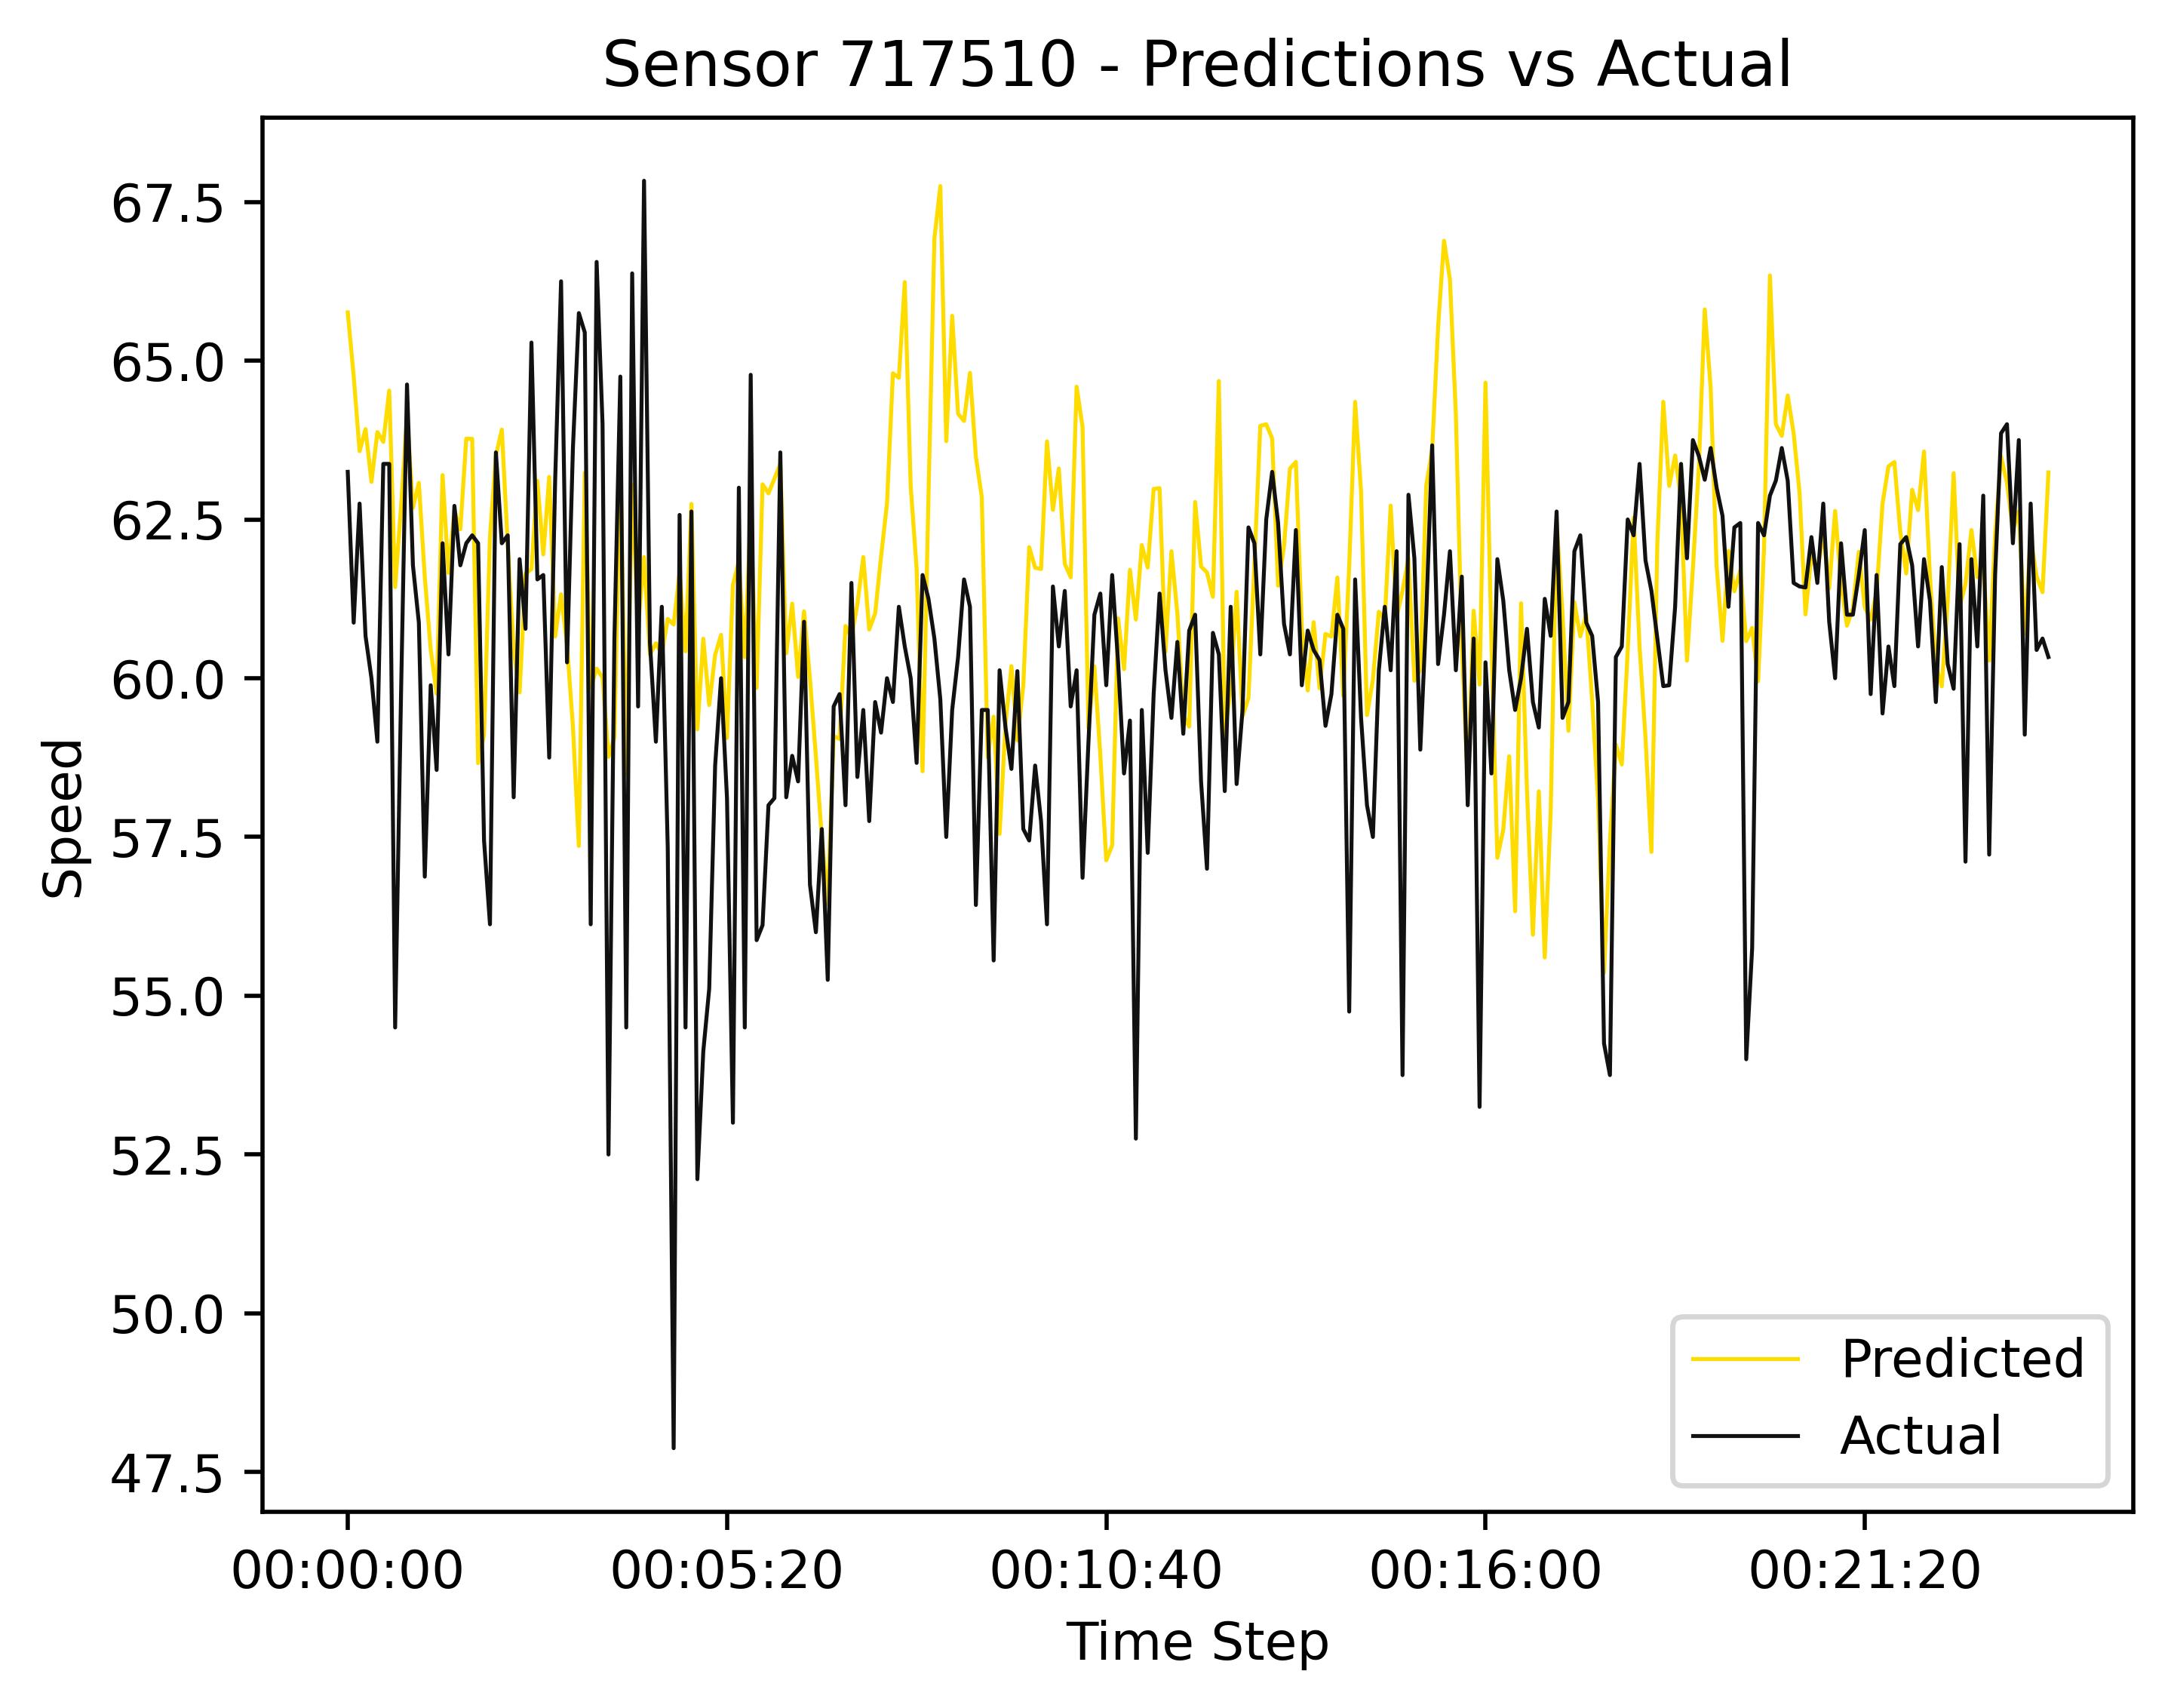 Sensor 717510 - Predictions vs Actual
67.5
65.0
62.5
60.0
57.5
55.0
52.5
50.0
47.5
Speed
Predicted
Actual
00:00:00 00:05:20 00:10:40 00:16:00 00:21:20
Time Step